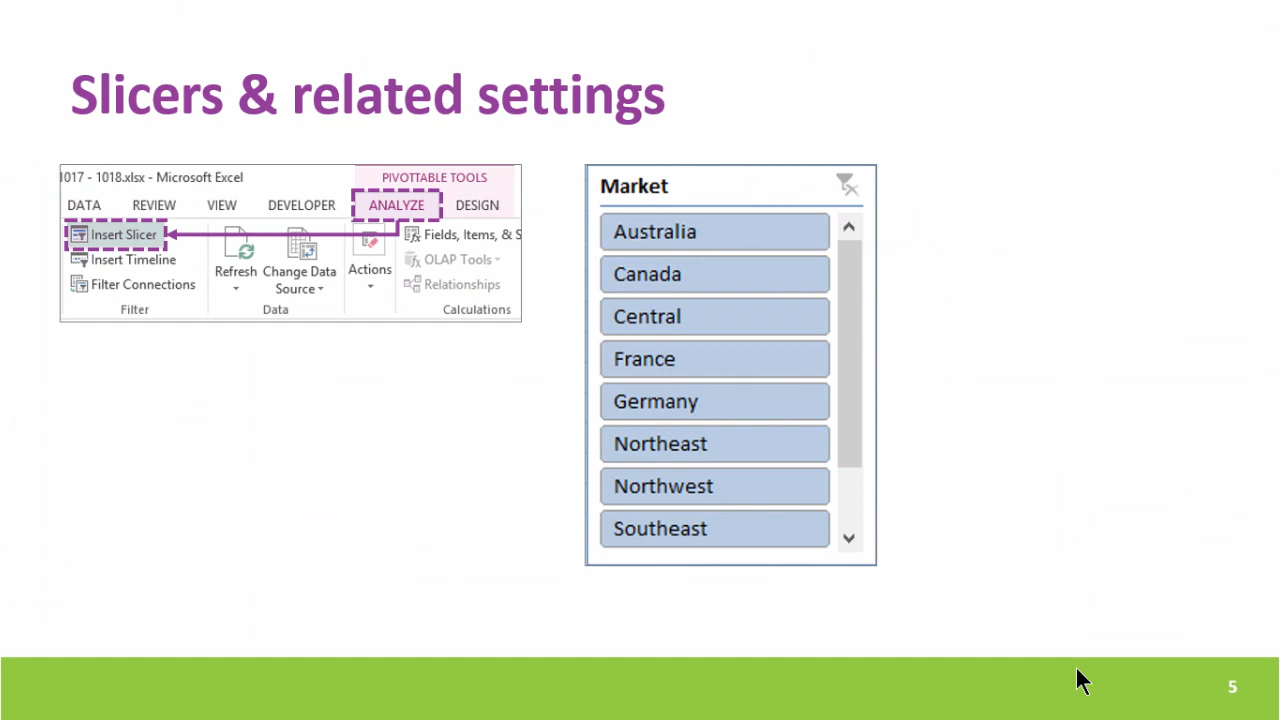 Slicers & related settings
1017 - 1018.xlsx - Microsoft Excel
PIVOTTABLE TOOLS
DATA REVIEW VIEW DEVELOPER ANALYZE DESIGN
Insert Slicer
Insert Timeline
Filter Connections
Filter
Refresh
Change Data
Source
Data
Actions
Fields, Items, & S
OLAP Tools
Relationships
Calculations
Market
Australia
Canada
Central
France
Germany
Northeast
Northwest
Southeast
5